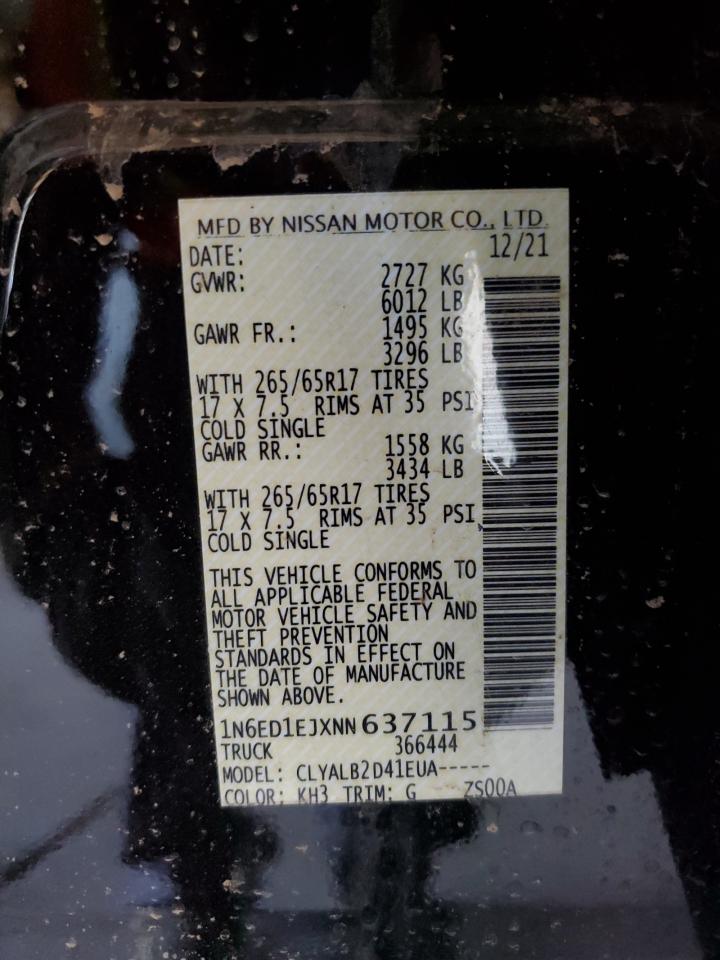 MFD BY NISSAN MOTOR CO., LTD.
DATE: 12/21
GVWR: 2727 KG
6012 LB
GAWR FR.: 1495 KG
3296 LB
WITH 265/65R17 TIRES
17 X 7.5 RIMS AT 35 PSI
COLD SINGLE
GAWR RR.: 1558 KG
3434 LB
WITH 265/65R17 TIRES
17 X 7.5 RIMS AT 35 PSI
COLD SINGLE
THIS VEHICLE CONFORMS TO
ALL APPLICABLE FEDERAL
MOTOR VEHICLE SAFETY AND
THEFT PREVENTION
STANDARDS IN EFFECT ON
THE DATE OF MANUFACTURE
SHOWN ABOVE.
1N6ED1EJXNN637115
TRUCK 366444
MODEL: CLYALB2D41EUA-----
COLOR: KH3 TRIM: G ZS00A